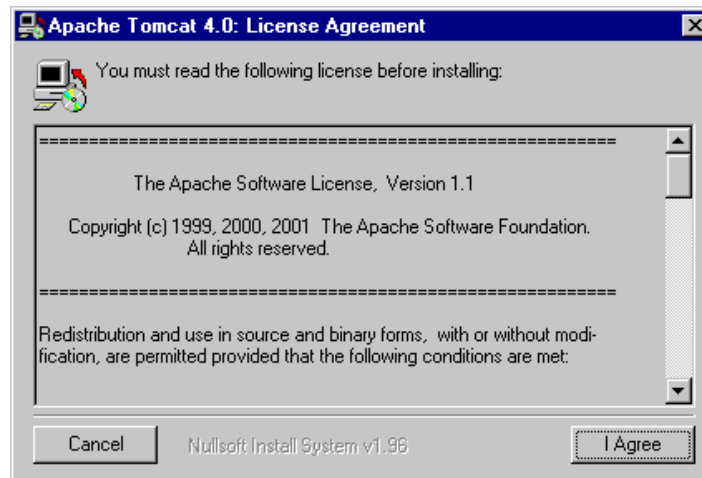 Apache Tomcat 4.0: License Agreement
You must read the following license before installing:
============================================================
The Apache Software License, Version 1.1
Copyright (c) 1999, 2000, 2001 The Apache Software Foundation.
All rights reserved.
============================================================
Redistribution and use in source and binary forms, with or without modi-
fication, are permitted provided that the following conditions are met:
Cancel
Nullsoft Install System v1.96
I Agree